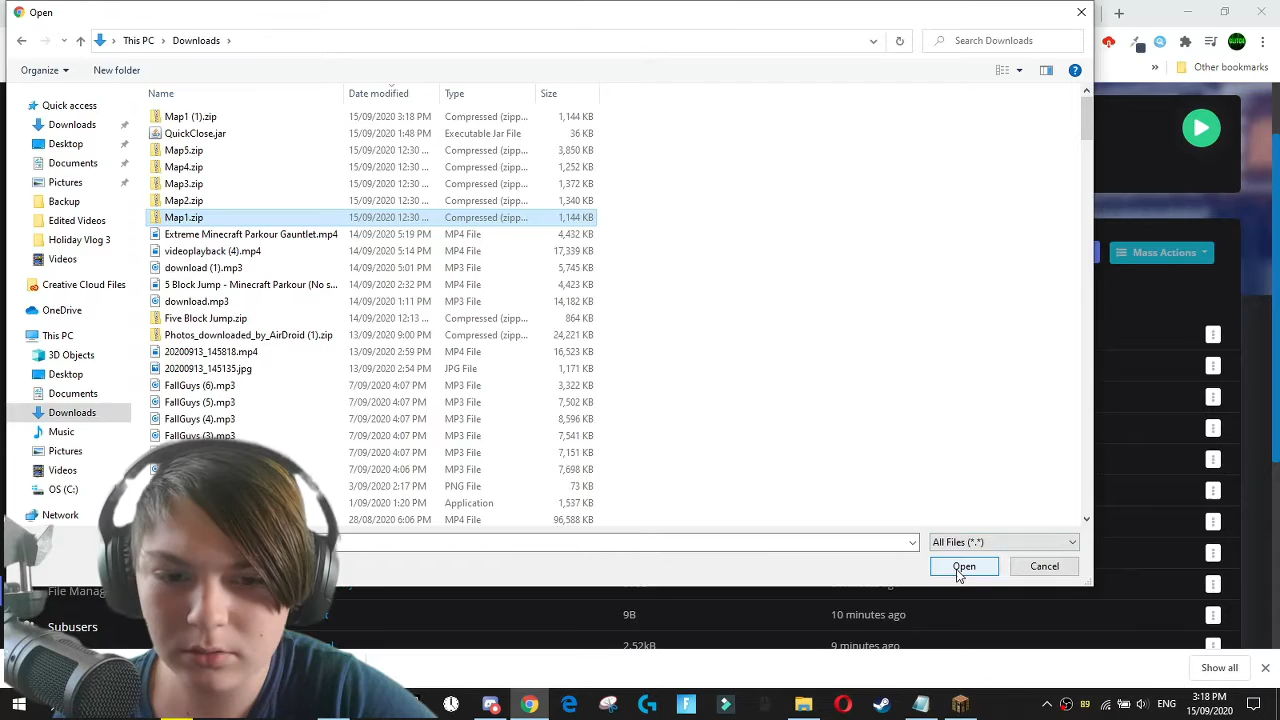 Open
This PC > Downloads >
Search Downloads
Organize
New folder
Other bookmarks
Name Date modified Type Size
Quick access
Downloads
Desktop
Documents
Pictures
Backup
Edited Videos
Holiday Vlog 3
Videos
Creative Cloud Files
OneDrive
This PC
3D Objects
Desktop
Documents
Downloads
Music
Pictures
Videos
OS (C:)
Network
Map1 (1).zip 15/09/2020 3:18 PM Compressed (zipp... 1,144 KB
QuickClose.jar 15/09/2020 1:48 PM Executable Jar File 36 KB
Map5.zip 15/09/2020 12:30 ... Compressed (zipp... 3,850 KB
Map4.zip 15/09/2020 12:30 ... Compressed (zipp... 1,252 KB
Map3.zip 15/09/2020 12:30 ... Compressed (zipp... 1,372 KB
Map2.zip 15/09/2020 12:30 ... Compressed (zipp... 1,340 KB
Map1.zip 15/09/2020 12:30 ... Compressed (zipp... 1,144 KB
Extreme Minecraft Parkour Gauntlet.mp4 14/09/2020 5:19 PM MP4 File 4,432 KB
videoplayback (4).mp4 14/09/2020 5:14 PM MP4 File 17,339 KB
download (1).mp3 14/09/2020 5:01 PM MP3 File 5,745 KB
5 Block Jump - Minecraft Parkour (No s... 14/09/2020 2:32 PM MP4 File 4,423 KB
download.mp3 14/09/2020 1:11 PM MP3 File 14,182 KB
Five Block Jump.zip 14/09/2020 12:13 ... Compressed (zipp... 864 KB
Photos_downloaded_by_AirDroid (1).zip 13/09/2020 9:00 PM Compressed (zipp... 24,221 KB
20200913_145818.mp4 13/09/2020 2:59 PM MP4 File 16,523 KB
20200913_145135.jpg 13/09/2020 2:54 PM JPG File 1,171 KB
FallGuys (6).mp3 7/09/2020 4:07 PM MP3 File 3,322 KB
FallGuys (5).mp3 7/09/2020 4:07 PM MP3 File 7,502 KB
FallGuys (4).mp3 7/09/2020 4:07 PM MP3 File 8,596 KB
FallGuys (3).mp3 7/09/2020 4:07 PM MP3 File 7,541 KB
7/09/2020 4:07 PM MP3 File 7,151 KB
7/09/2020 4:06 PM MP3 File 7,698 KB
3/09/2020 2:17 PM PNG File 73 KB
1/09/2020 1:20 PM Application 1,537 KB
28/08/2020 6:06 PM MP4 File 96,588 KB
All Files (*.*)
Open
Cancel
Mass Actions
File Manag
Subusers
9B 10 minutes ago
2.52kB 9 minutes ago
Show all
89
ENG
3:18 PM
15/09/2020